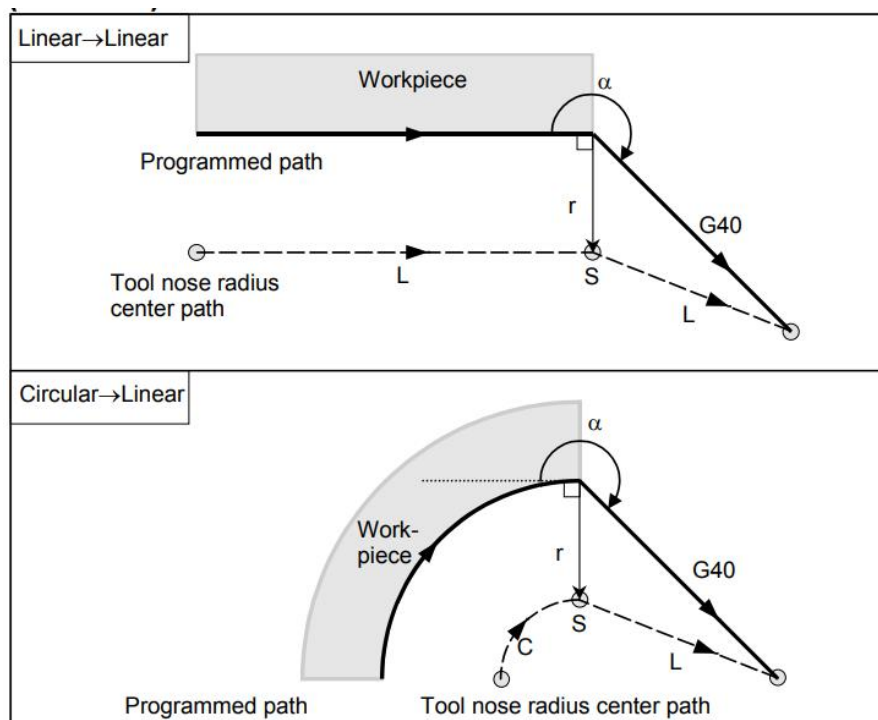 Linear→Linear
Workpiece
α
Programmed path
r
G40
Tool nose radius
center path
L
S
L
Circular→Linear
α
Work-
piece
r
G40
S
C
L
Programmed path
Tool nose radius center path